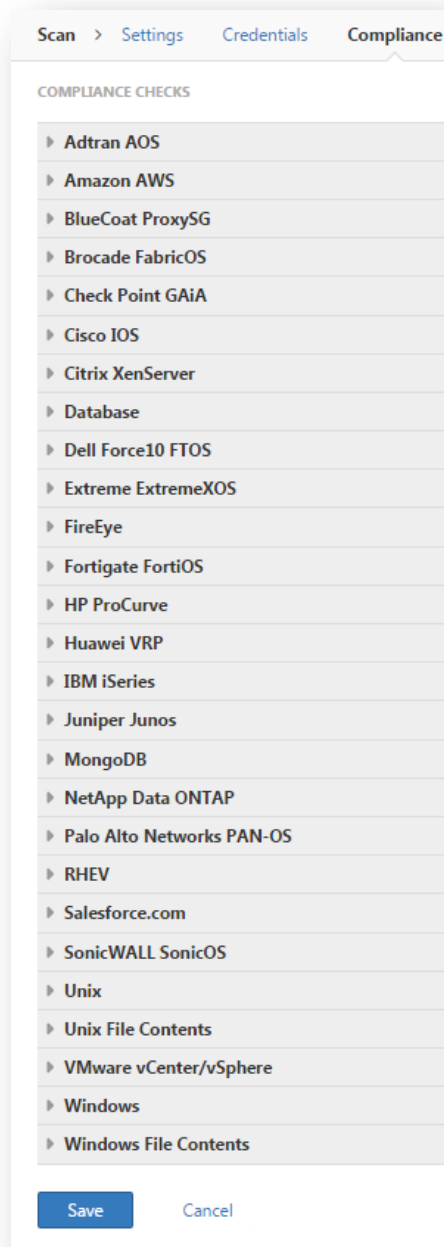 Scan > Settings Credentials Compliance
COMPLIANCE CHECKS
Adtran AOS
Amazon AWS
BlueCoat ProxySG
Brocade FabricOS
Check Point GAiA
Cisco IOS
Citrix XenServer
Database
Dell Force10 FTOS
Extreme ExtremeXOS
FireEye
Fortigate FortiOS
HP ProCurve
Huawei VRP
IBM iSeries
Juniper Junos
MongoDB
NetApp Data ONTAP
Palo Alto Networks PAN-OS
RHEV
Salesforce.com
SonicWALL SonicOS
Unix
Unix File Contents
VMware vCenter/vSphere
Windows
Windows File Contents
Save Cancel